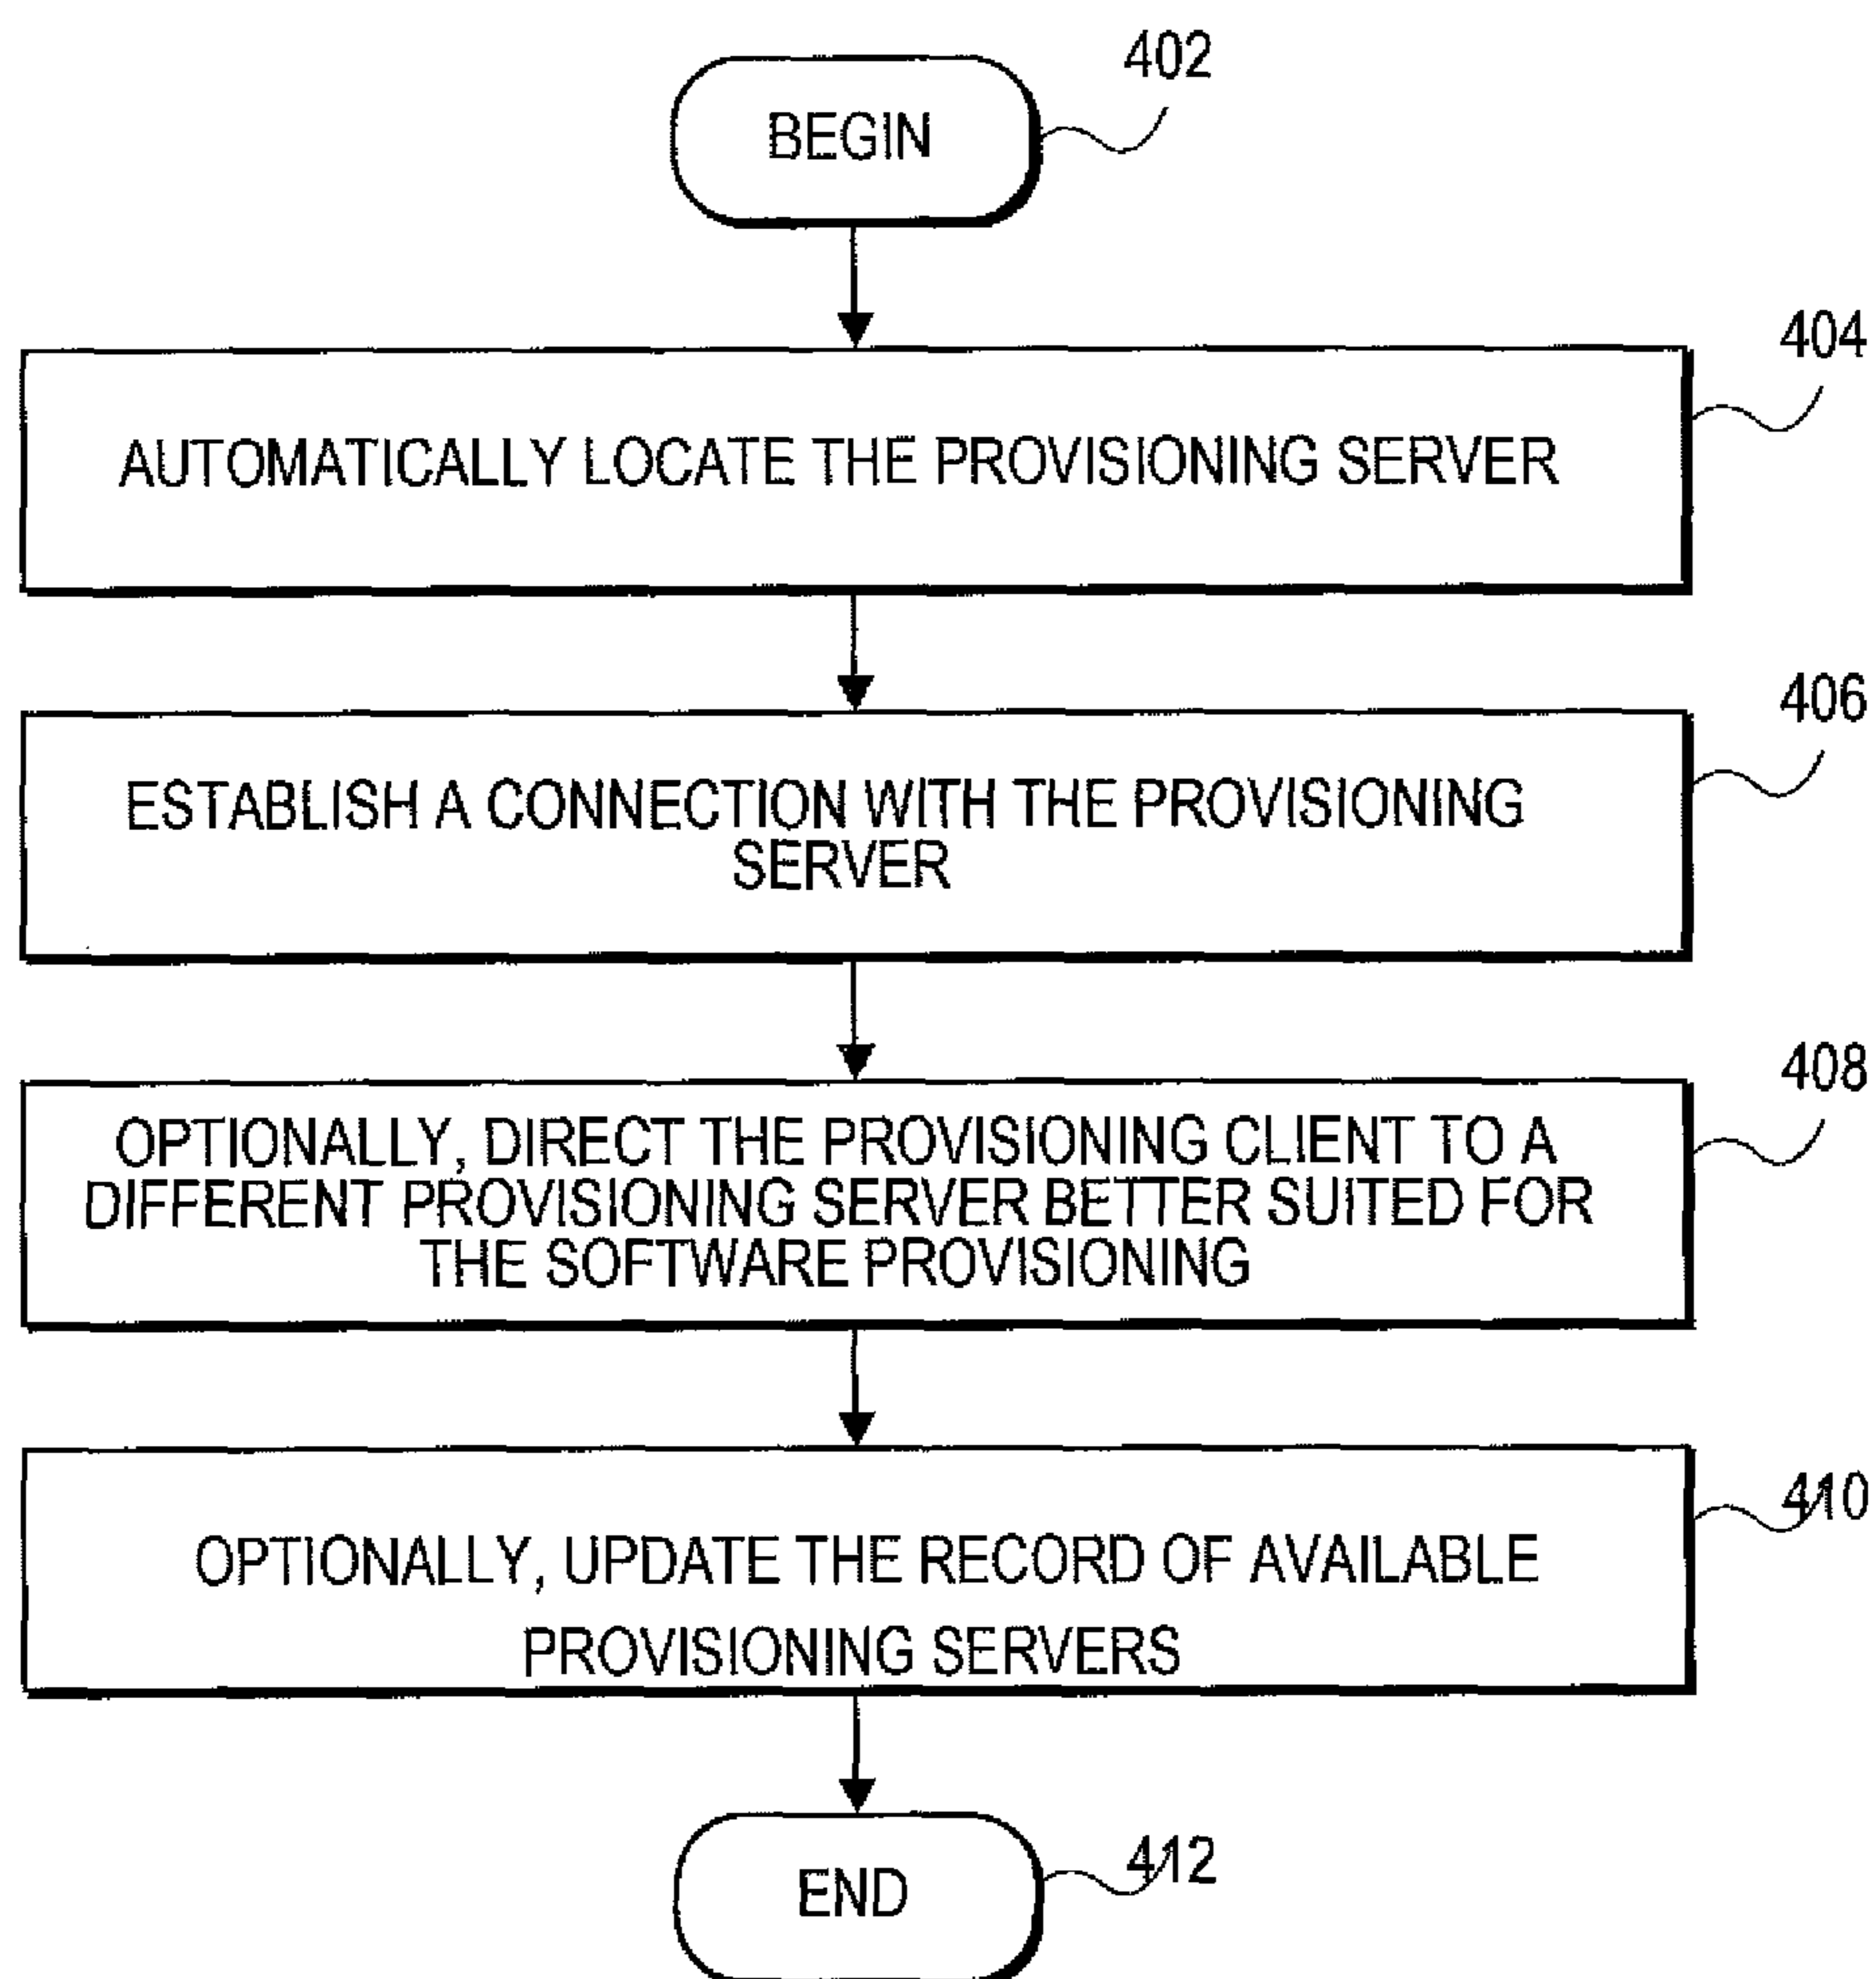 402
BEGIN
404
AUTOMATICALLY LOCATE THE PROVISIONING SERVER
406
ESTABLISH A CONNECTION WITH THE PROVISIONING
SERVER
408
OPTIONALLY, DIRECT THE PROVISIONING CLIENT TO A
DIFFERENT PROVISIONING SERVER BETTER SUITED FOR
THE SOFTWARE PROVISIONING
410
OPTIONALLY, UPDATE THE RECORD OF AVAILABLE
PROVISIONING SERVERS
412
END